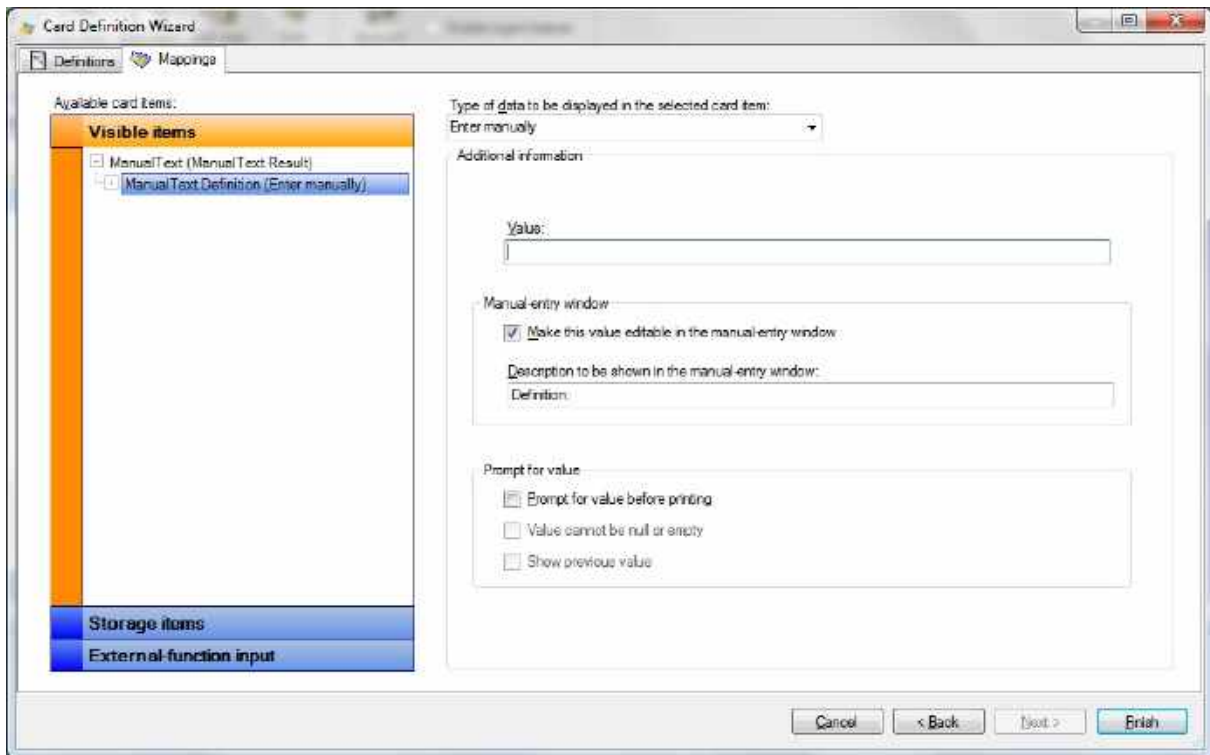 Card Definition Wizard
Definitions
Mappings
Available card items:
Visible items
ManualText (ManualText Result)
ManualText Definition (Enter manually)
Storage items
External-function input
Type of data to be displayed in the selected card item:
Enter manually
Additional information
Value:
Manual-entry window
Make this value editable in the manual-entry window
Description to be shown in the manual-entry window:
Definition:
Prompt for value
Prompt for value before printing
Value cannot be null or empty
Show previous value
Cancel
< Back
Next >
Finish